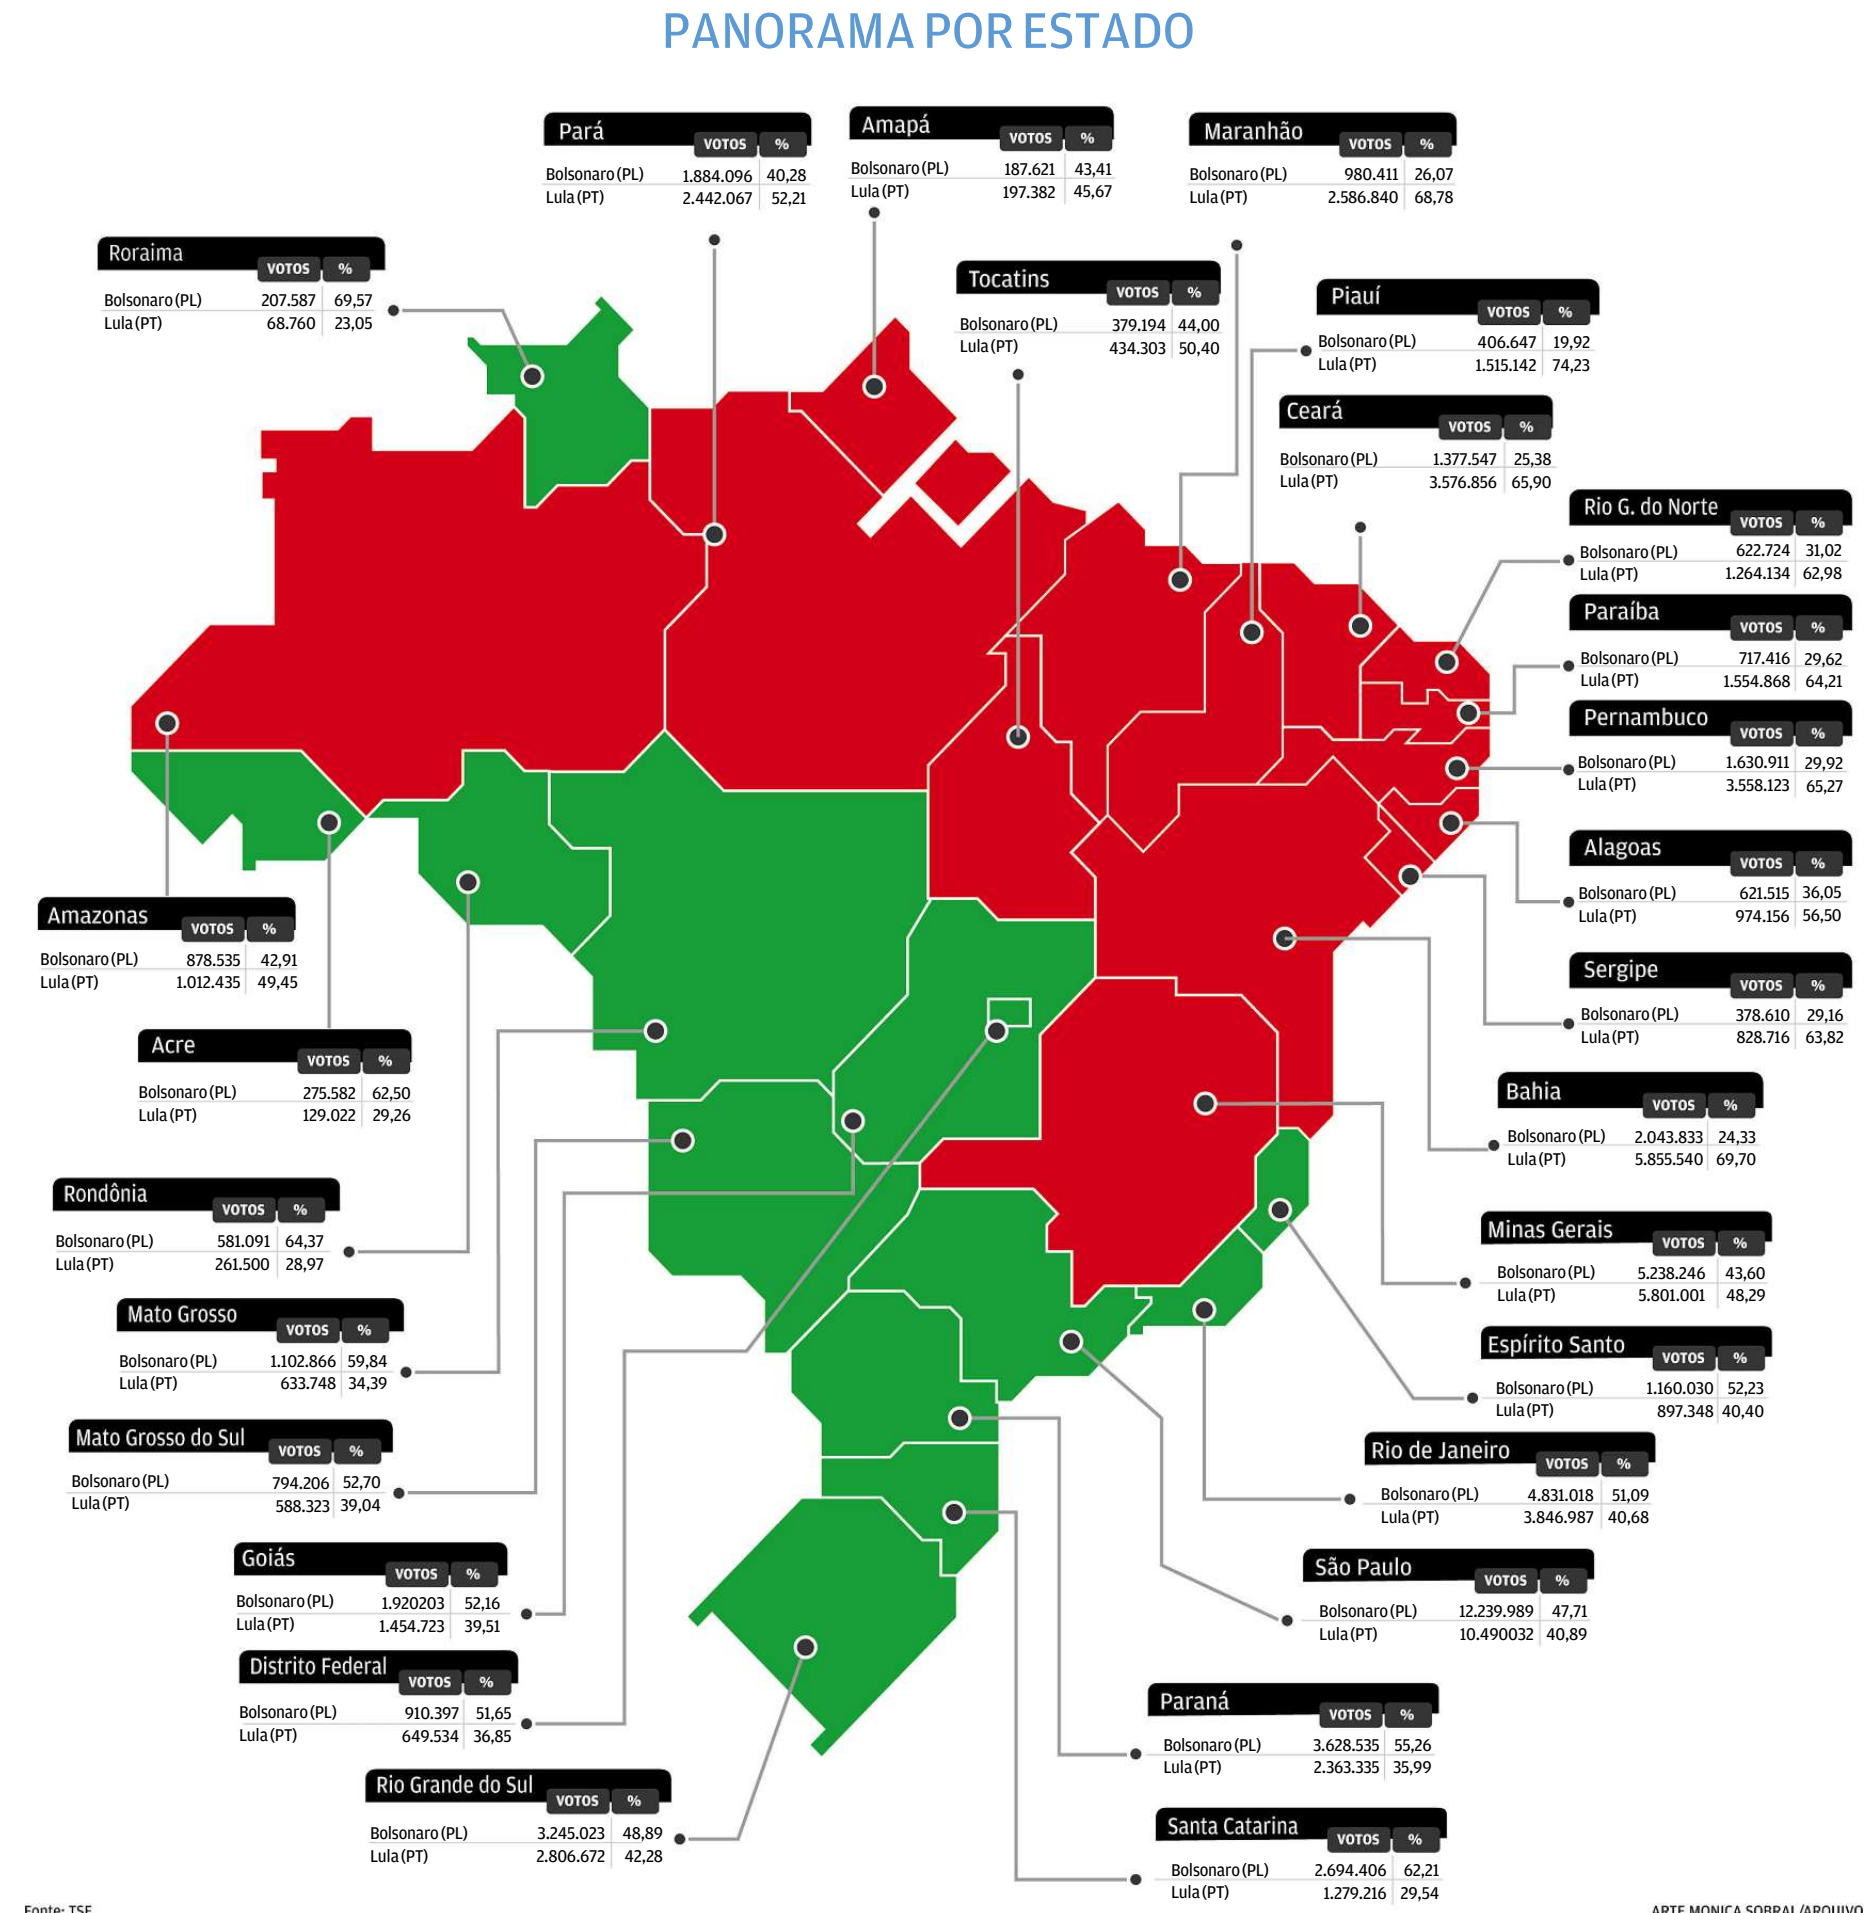 PANORAMA POR ESTADO
Pará
VOTOS %
Bolsonaro (PL) 1.884.096 40,28
Lula (PT) 2.442.067 52,21
Amapá
VOTOS %
Bolsonaro (PL) 187.621 43,41
Lula (PT) 197.382 45,67
Maranhão
VOTOS %
Bolsonaro (PL) 980.411 26,07
Lula (PT) 2.586.840 68,78
Roraima
VOTOS %
Bolsonaro (PL) 207.587 69,57
Lula (PT) 68.760 23,05
Tocatins
VOTOS %
Bolsonaro (PL) 379.194 44,00
Lula (PT) 434.303 50,40
Piauí
VOTOS %
Bolsonaro (PL) 406.647 19,92
Lula (PT) 1.515.142 74,23
Ceará
VOTOS %
Bolsonaro (PL) 1.377.547 25,38
Lula (PT) 3.576.856 65,90
Rio G. do Norte
VOTOS %
Bolsonaro (PL) 622.724 31,02
Lula (PT) 1.264.134 62,98
Paraíba
VOTOS %
Bolsonaro (PL) 717.416 29,62
Lula (PT) 1.554.868 64,21
Pernambuco
VOTOS %
Bolsonaro (PL) 1.630.911 29,92
Lula (PT) 3.558.123 65,27
Alagoas
VOTOS %
Bolsonaro (PL) 621.515 36,05
Lula (PT) 974.156 56,50
Sergipe
VOTOS %
Bolsonaro (PL) 378.610 29,16
Lula (PT) 828.716 63,82
Bahia
VOTOS %
Bolsonaro (PL) 2.043.833 24,33
Lula (PT) 5.855.540 69,70
Minas Gerais
VOTOS %
Bolsonaro (PL) 5.238.246 43,60
Lula (PT) 5.801.001 48,29
Espírito Santo
VOTOS %
Bolsonaro (PL) 1.160.030 52,23
Lula (PT) 897.348 40,40
Rio de Janeiro
VOTOS %
Bolsonaro (PL) 4.831.018 51,09
Lula (PT) 3.846.987 40,68
São Paulo
VOTOS %
Bolsonaro (PL) 12.239.989 47,71
Lula (PT) 10.490032 40,89
Paraná
VOTOS %
Bolsonaro (PL) 3.628.535 55,26
Lula (PT) 2.363.335 35,99
Santa Catarina
VOTOS %
Bolsonaro (PL) 2.694.406 62,21
Lula (PT) 1.279.216 29,54
Amazonas
VOTOS %
Bolsonaro (PL) 878.535 42,91
Lula (PT) 1.012.435 49,45
Acre
VOTOS %
Bolsonaro (PL) 275.582 62,50
Lula (PT) 129.022 29,26
Rondônia
VOTOS %
Bolsonaro (PL) 581.091 64,37
Lula (PT) 261.500 28,97
Mato Grosso
VOTOS %
Bolsonaro (PL) 1.102.866 59,84
Lula (PT) 633.748 34,39
Mato Grosso do Sul
VOTOS %
Bolsonaro (PL) 794.206 52,70
Lula (PT) 588.323 39,04
Goiás
VOTOS %
Bolsonaro (PL) 1.920203 52,16
Lula (PT) 1.454.723 39,51
Distrito Federal
VOTOS %
Bolsonaro (PL) 910.397 51,65
Lula (PT) 649.534 36,85
Rio Grande do Sul
VOTOS %
Bolsonaro (PL) 3.245.023 48,89
Lula (PT) 2.806.672 42,28
Fonte: TSE
ARTE MONICA SOBRAL/ARQUIVO